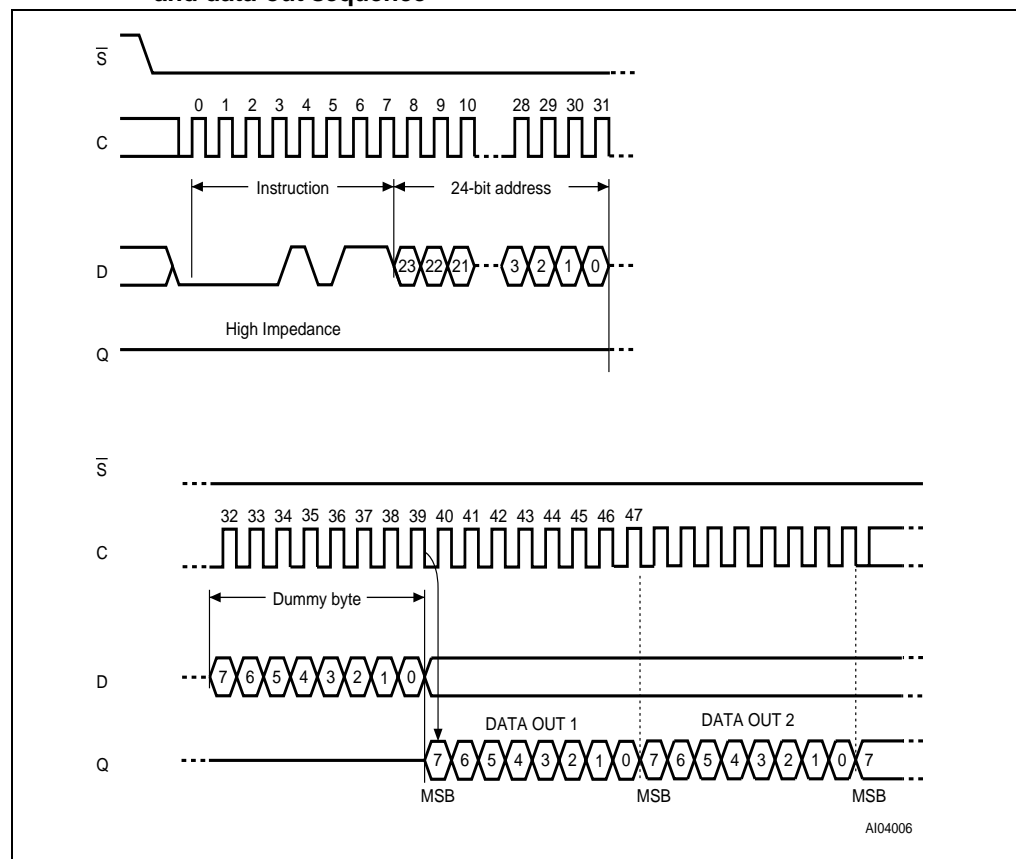 and data-out sequence
S
0 1 2 3 4 5 6 7 8 9 10 28 29 30 31
C
Instruction 24-bit address
D 23 22 21 3 2 1 0
High Impedance
Q
S
32 33 34 35 36 37 38 39 40 41 42 43 44 45 46 47
C
Dummy byte
D 7 6 5 4 3 2 1 0
DATA OUT 1 DATA OUT 2
Q 7 6 5 4 3 2 1 0 7 6 5 4 3 2 1 0 7
MSB MSB MSB
AI04006